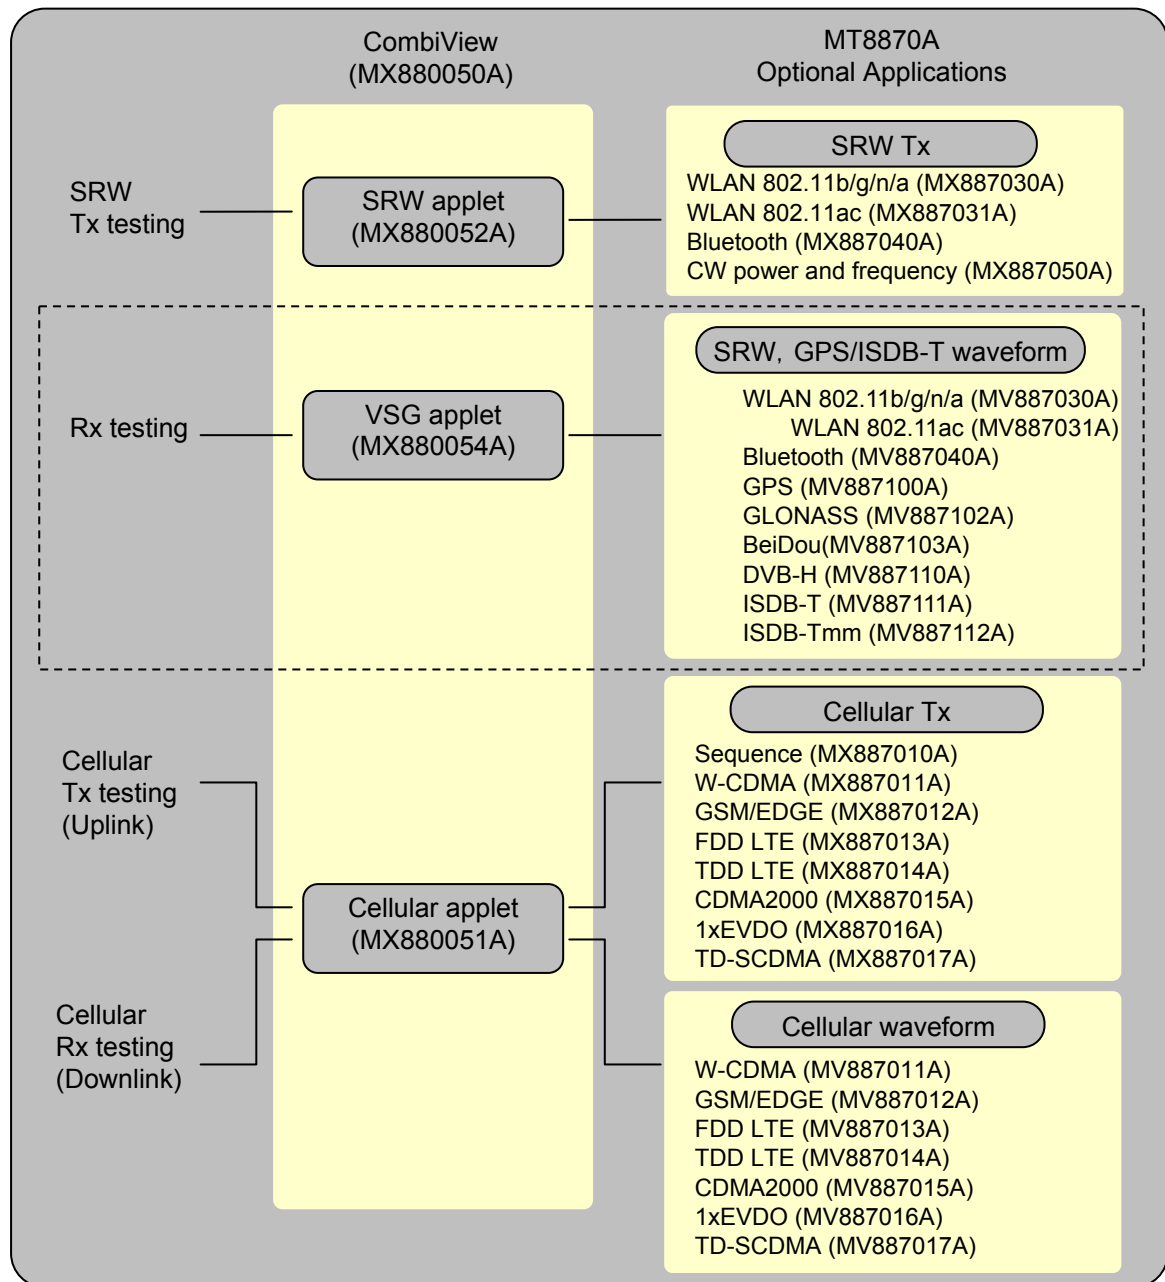 CombiView
(MX880050A)
MT8870A
Optional Applications
SRW
Tx testing
SRW applet
(MX880052A)
SRW Tx
WLAN 802.11b/g/n/a (MX887030A)
WLAN 802.11ac (MX887031A)
Bluetooth (MX887040A)
CW power and frequency (MX887050A)
Rx testing
VSG applet
(MX880054A)
SRW, GPS/ISDB-T waveform
WLAN 802.11b/g/n/a (MV887030A)
WLAN 802.11ac (MV887031A)
Bluetooth (MV887040A)
GPS (MV887100A)
GLONASS (MV887102A)
BeiDou(MV887103A)
DVB-H (MV887110A)
ISDB-T (MV887111A)
ISDB-Tmm (MV887112A)
Cellular
Tx testing
(Uplink)
Cellular
Rx testing
(Downlink)
Cellular applet
(MX880051A)
Cellular Tx
Sequence (MX887010A)
W-CDMA (MX887011A)
GSM/EDGE (MX887012A)
FDD LTE (MX887013A)
TDD LTE (MX887014A)
CDMA2000 (MX887015A)
1xEVDO (MX887016A)
TD-SCDMA (MX887017A)
Cellular waveform
W-CDMA (MV887011A)
GSM/EDGE (MV887012A)
FDD LTE (MV887013A)
TDD LTE (MV887014A)
CDMA2000 (MV887015A)
1xEVDO (MV887016A)
TD-SCDMA (MV887017A)